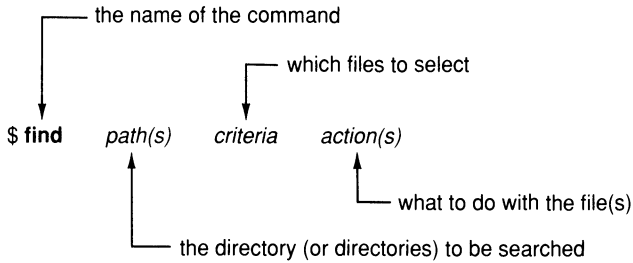 the name of the command
which files to select
$ find path(s) criteria action(s)
what to do with the file(s)
the directory (or directories) to be searched